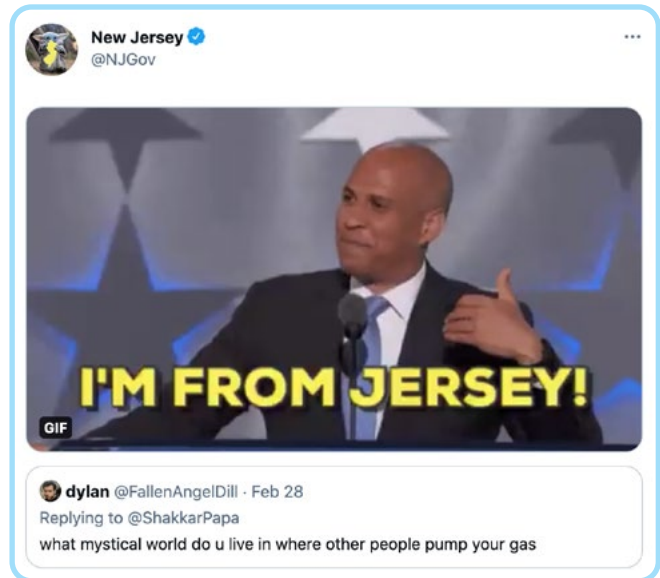 New Jersey
@NJGov
I'M FROM JERSEY!
GIF
dylan @FallenAngelDill · Feb 28
Replying to @ShakkarPapa
what mystical world do u live in where other people pump your gas